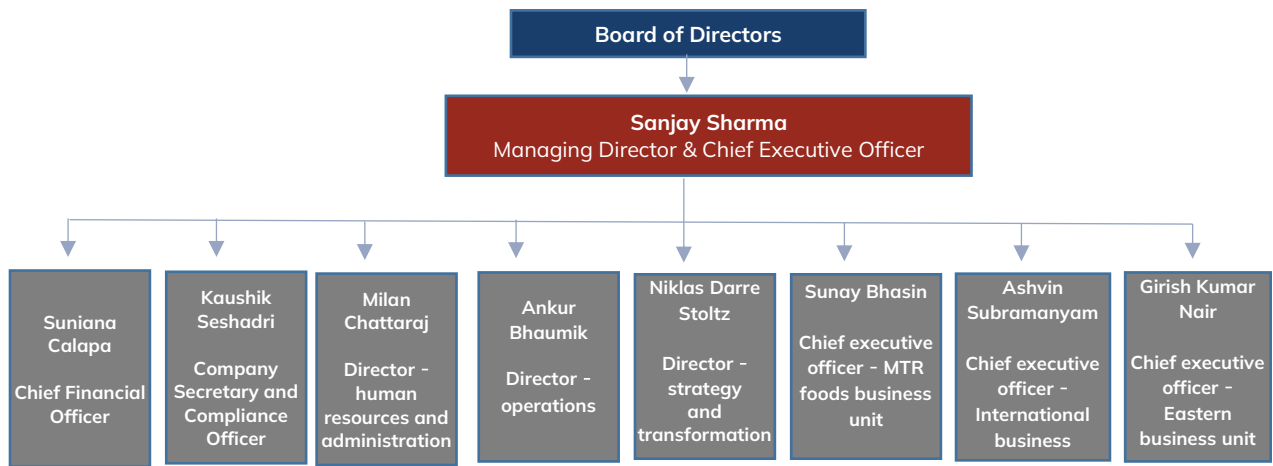 Board of Directors
Sanjay Sharma
Managing Director & Chief Executive Officer
Suniana
Calapa
Chief Financial
Officer
Kaushik
Seshadri
Company
Secretary and
Compliance
Officer
Milan
Chattaraj
Director -
human
resources and
administration
Ankur
Bhaumik
Director -
operations
Niklas Darre
Stoltz
Director -
strategy
and
transformation
Sunay Bhasin
Chief executive
officer - MTR
foods business
unit
Ashvin
Subramanyam
Chief executive
officer -
International
business
Girish Kumar
Nair
Chief executive
officer -
Eastern
business unit